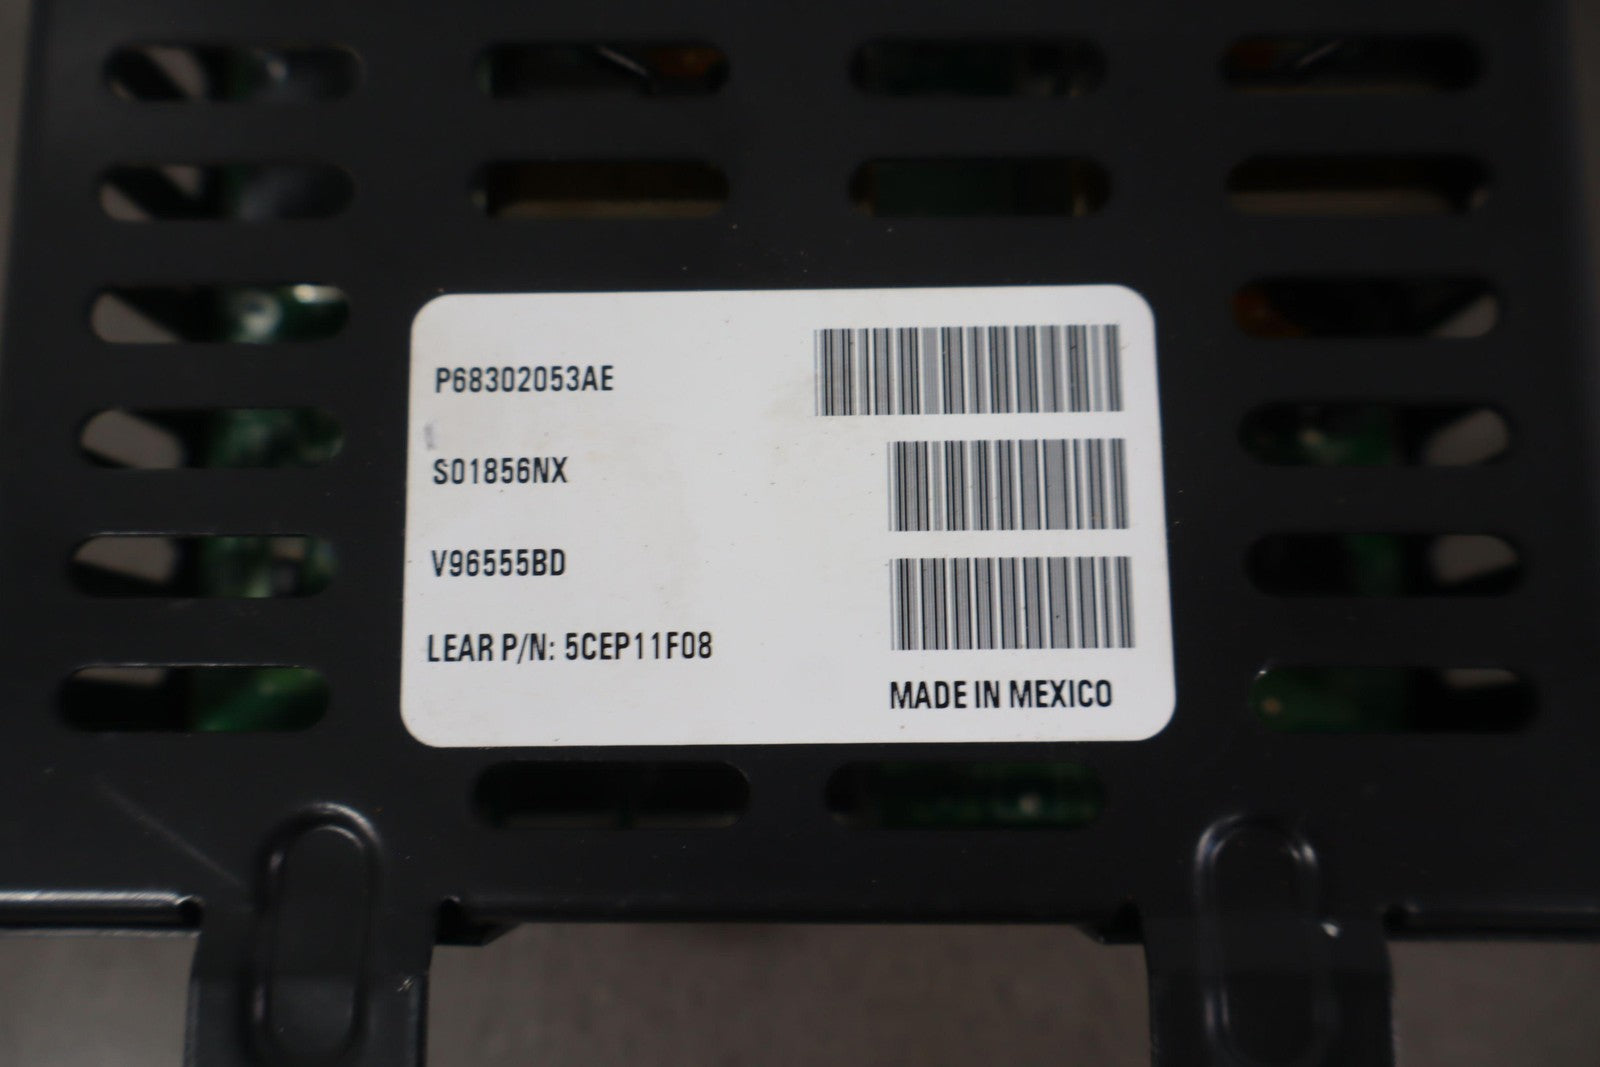 P68302053AE
S01856NX
V96555BD
LEAR P/N: 5CEP11F08
MADE IN MEXICO